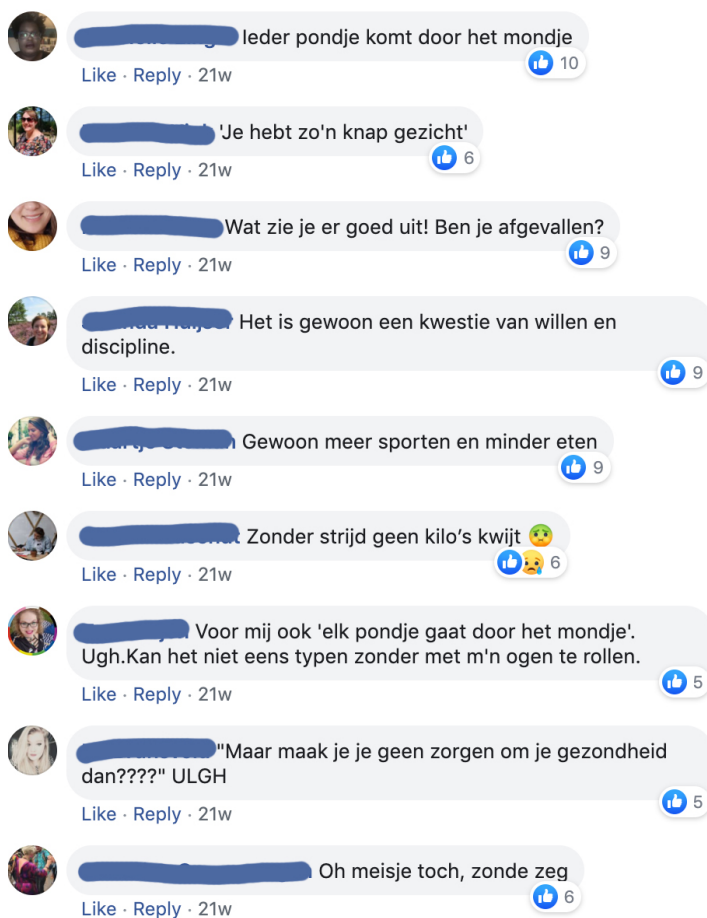 Ieder pondje komt door het mondje
10
Like · Reply · 21w
'Je hebt zo'n knap gezicht'
6
Like · Reply · 21w
Wat zie je er goed uit! Ben je afgevallen?
9
Like · Reply · 21w
Het is gewoon een kwestie van willen en
discipline.
9
Like · Reply · 21w
Gewoon meer sporten en minder eten
9
Like · Reply · 21w
Zonder strijd geen kilo’s kwijt 🤢
6
Like · Reply · 21w
Voor mij ook 'elk pondje gaat door het mondje'.
Ugh.Kan het niet eens typen zonder met m'n ogen te rollen.
5
Like · Reply · 21w
"Maar maak je je geen zorgen om je gezondheid
dan????" ULGH
5
Like · Reply · 21w
Oh meisje toch, zonde zeg
6
Like · Reply · 21w